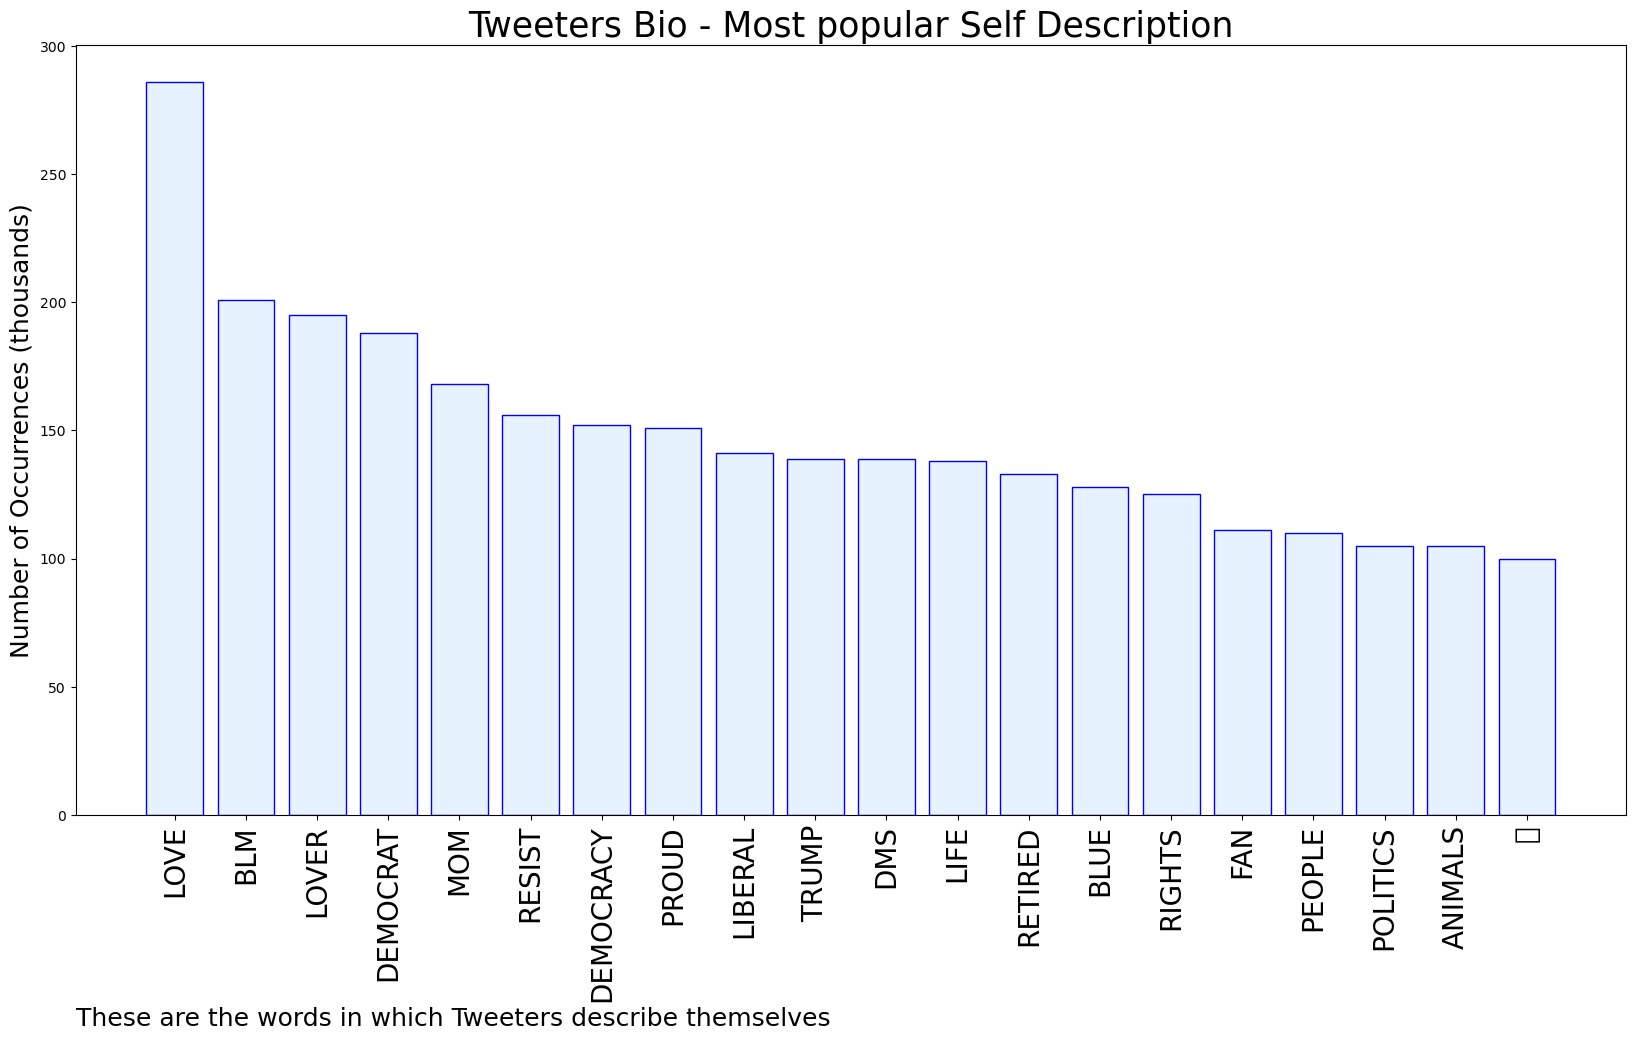 Tweeters Bio - Most popular Self Description
Number of Occurrences (thousands)
300
250
200
150
100
50
0
LOVE
BLM
LOVER
DEMOCRAT
MOM
RESIST
DEMOCRACY
PROUD
LIBERAL
TRUMP
DMS
LIFE
RETIRED
BLUE
RIGHTS
FAN
PEOPLE
POLITICS
ANIMALS
These are the words in which Tweeters describe themselves